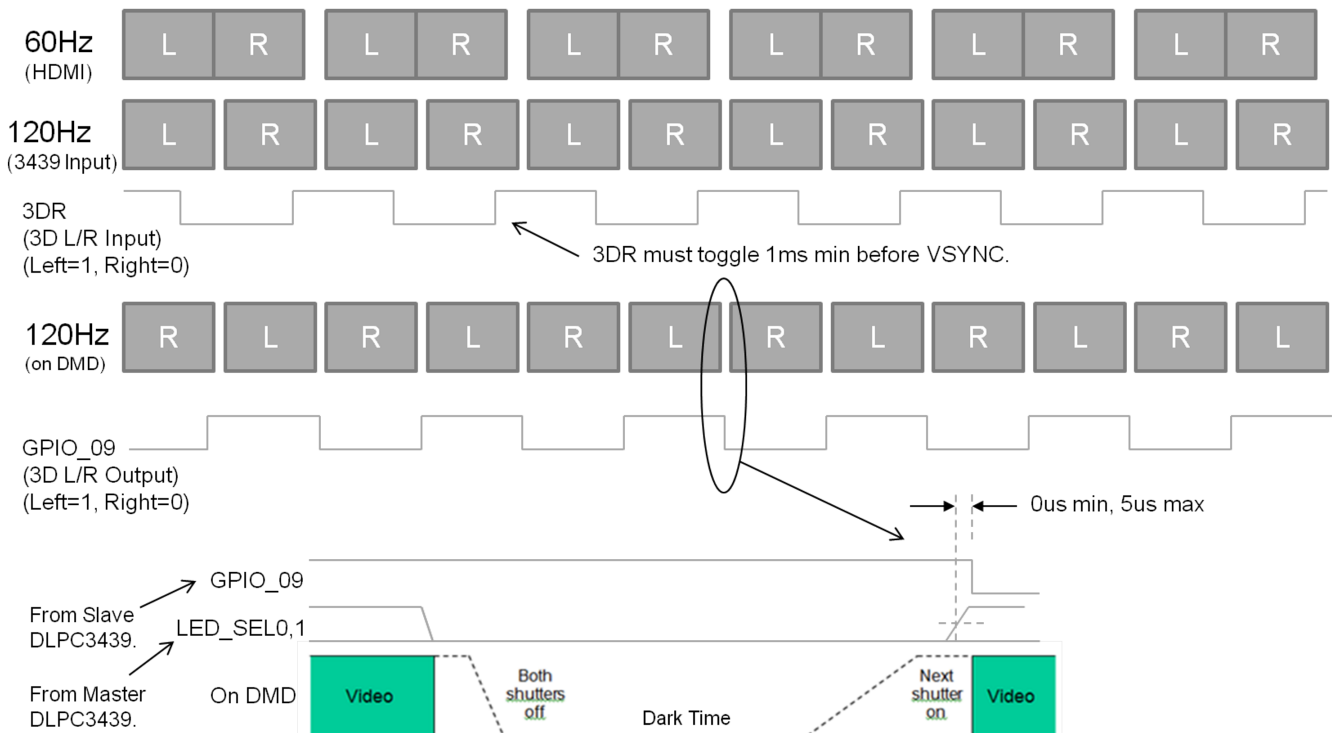 60Hz
(HDMI)
L R L R L R L R L R L R
120Hz
(3439 Input)
L R L R L R L R L R L R
3DR
(3D L/R Input)
(Left=1, Right=0)
3DR must toggle 1ms min before VSYNC.
120Hz
(on DMD)
R L R L R L R L R L R L
GPIO_09
(3D L/R Output)
(Left=1, Right=0)
0us min, 5us max
GPIO_09
From Slave
DLPC3439.
LED_SEL0,1
From Master
DLPC3439.
On DMD
Video
Both
shutters
off
Dark Time
Next
shutter
on
Video